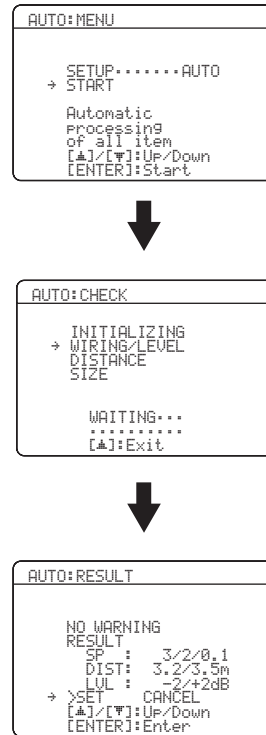 AUTO:MENU
SETUP·······AUTO
→ START
Automatic
processing
of all item
[▲]/[▼]:Up/Down
[ENTER]:Start
AUTO:CHECK
INITIALIZING
→ WIRING/LEVEL
DISTANCE
SIZE
WAITING···
··········
[▲]:Exit
AUTO:RESULT
NO WARNING
RESULT
SP : 3/2/0.1
DIST: 3.2/3.5m
LVL : -2/+2dB
→ >SET CANCEL
[▲]/[▼]:Up/Down
[ENTER]:Enter